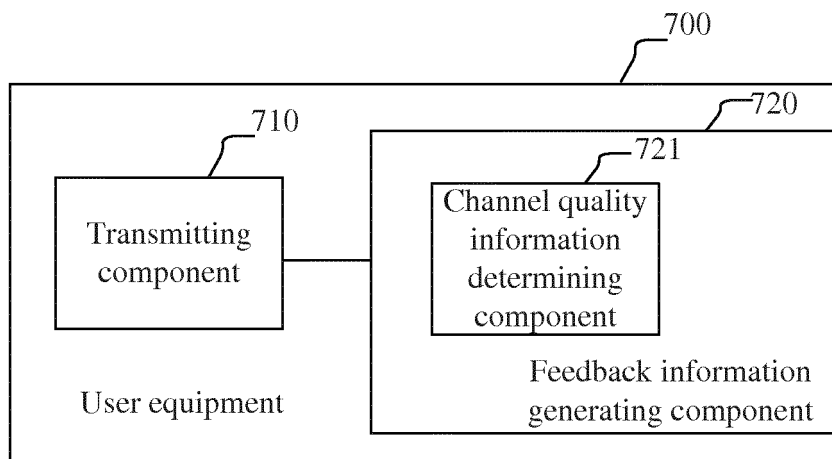 700
720
710
721
Transmitting
component
Channel quality
information
determining
component
User equipment
Feedback information
generating component